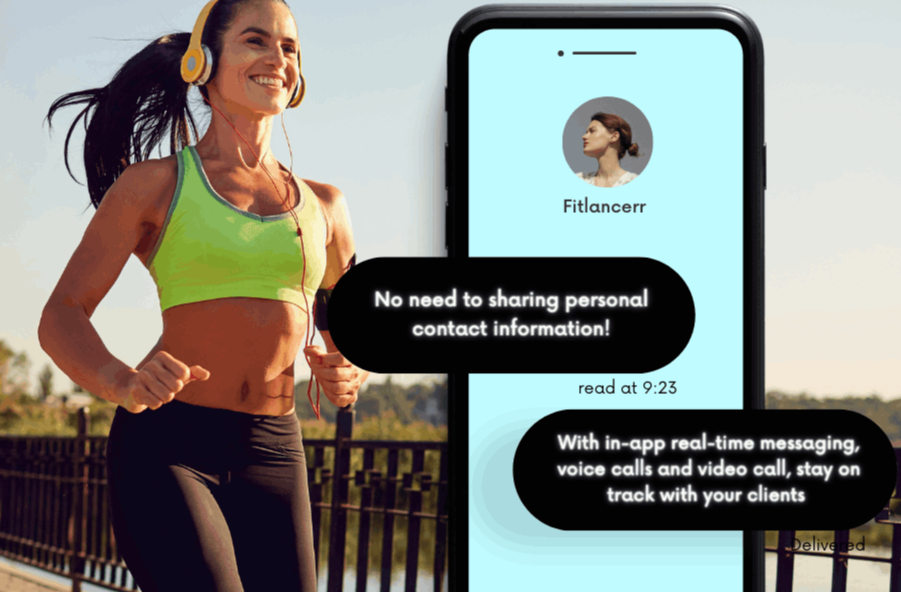 Fitlancerr
No need to sharing personal
contact information!
read at 9:23
With in-app real-time messaging,
voice calls and video call, stay on
track with your clients
Delivered